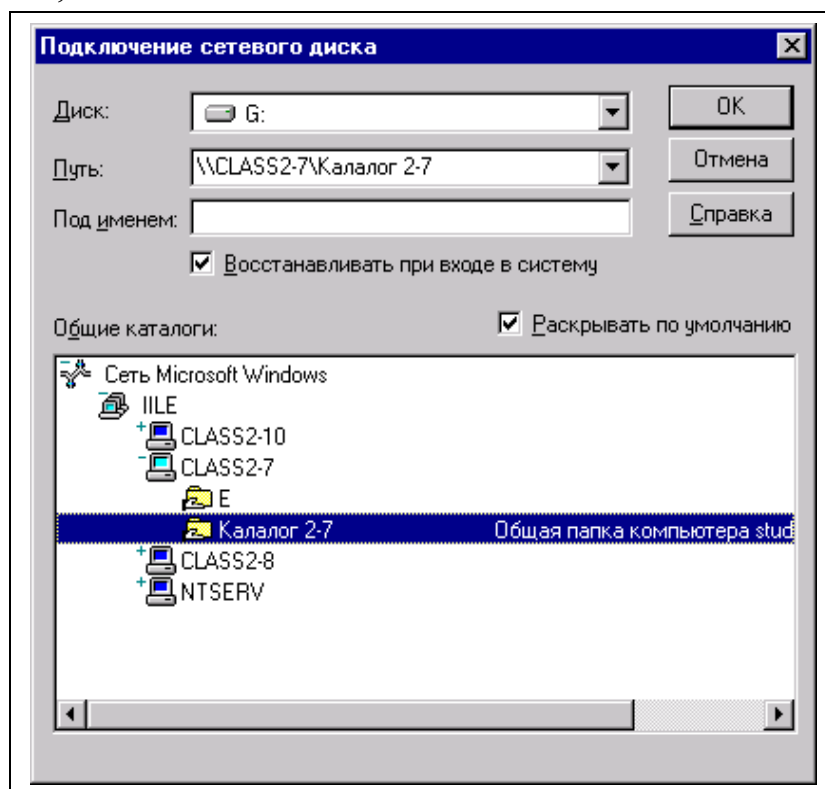 Подключение сетевого диска
Диск: G: OK
Путь: \\CLASS2-7\Калалог 2-7 Отмена
Под именем: Справка
Восстанавливать при входе в систему
Общие каталоги: Раскрывать по умолчанию
Сеть Microsoft Windows
IILE
CLASS2-10
CLASS2-7
E
Калалог 2-7 Общая папка компьютера stud
CLASS2-8
NTSERV